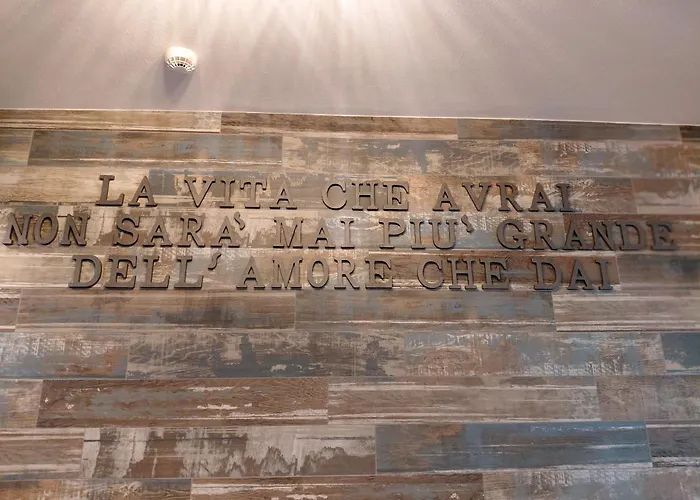 LA VITA CHE AVRAI
NON SARA' MAI PIU' GRANDE
DELL' AMORE CHE DAI